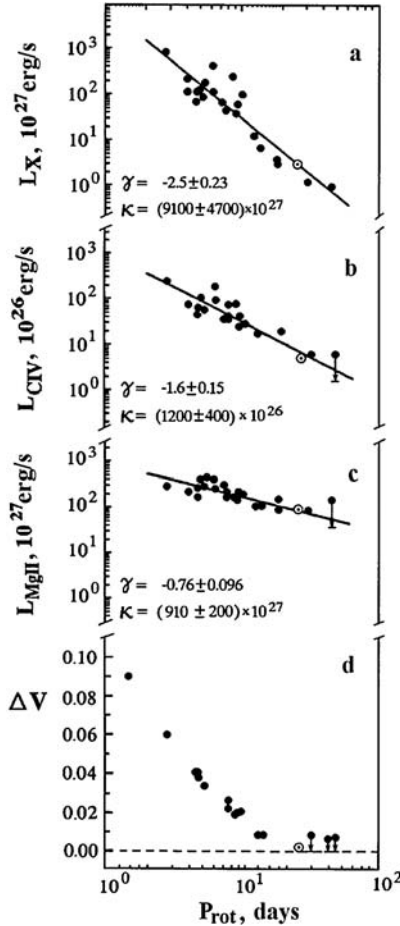 a
10³
10²
10¹
10⁰
L_X, 10²⁷erg/s
γ = -2.5±0.23
K = (9100±4700)×10²⁷
b
10³
10²
10¹
10⁰
L_CIV, 10²⁶erg/s
γ = -1.6±0.15
K = (1200±400) × 10²⁶
c
10³
10²
10¹
10⁰
L_MgII, 10²⁷erg/s
γ = -0.76±0.096
K = (910 ±200)×10²⁷
d
0.10
0.08
ΔV
0.06
0.04
0.02
0.00
10⁰ 10¹ 10²
P_rot, days